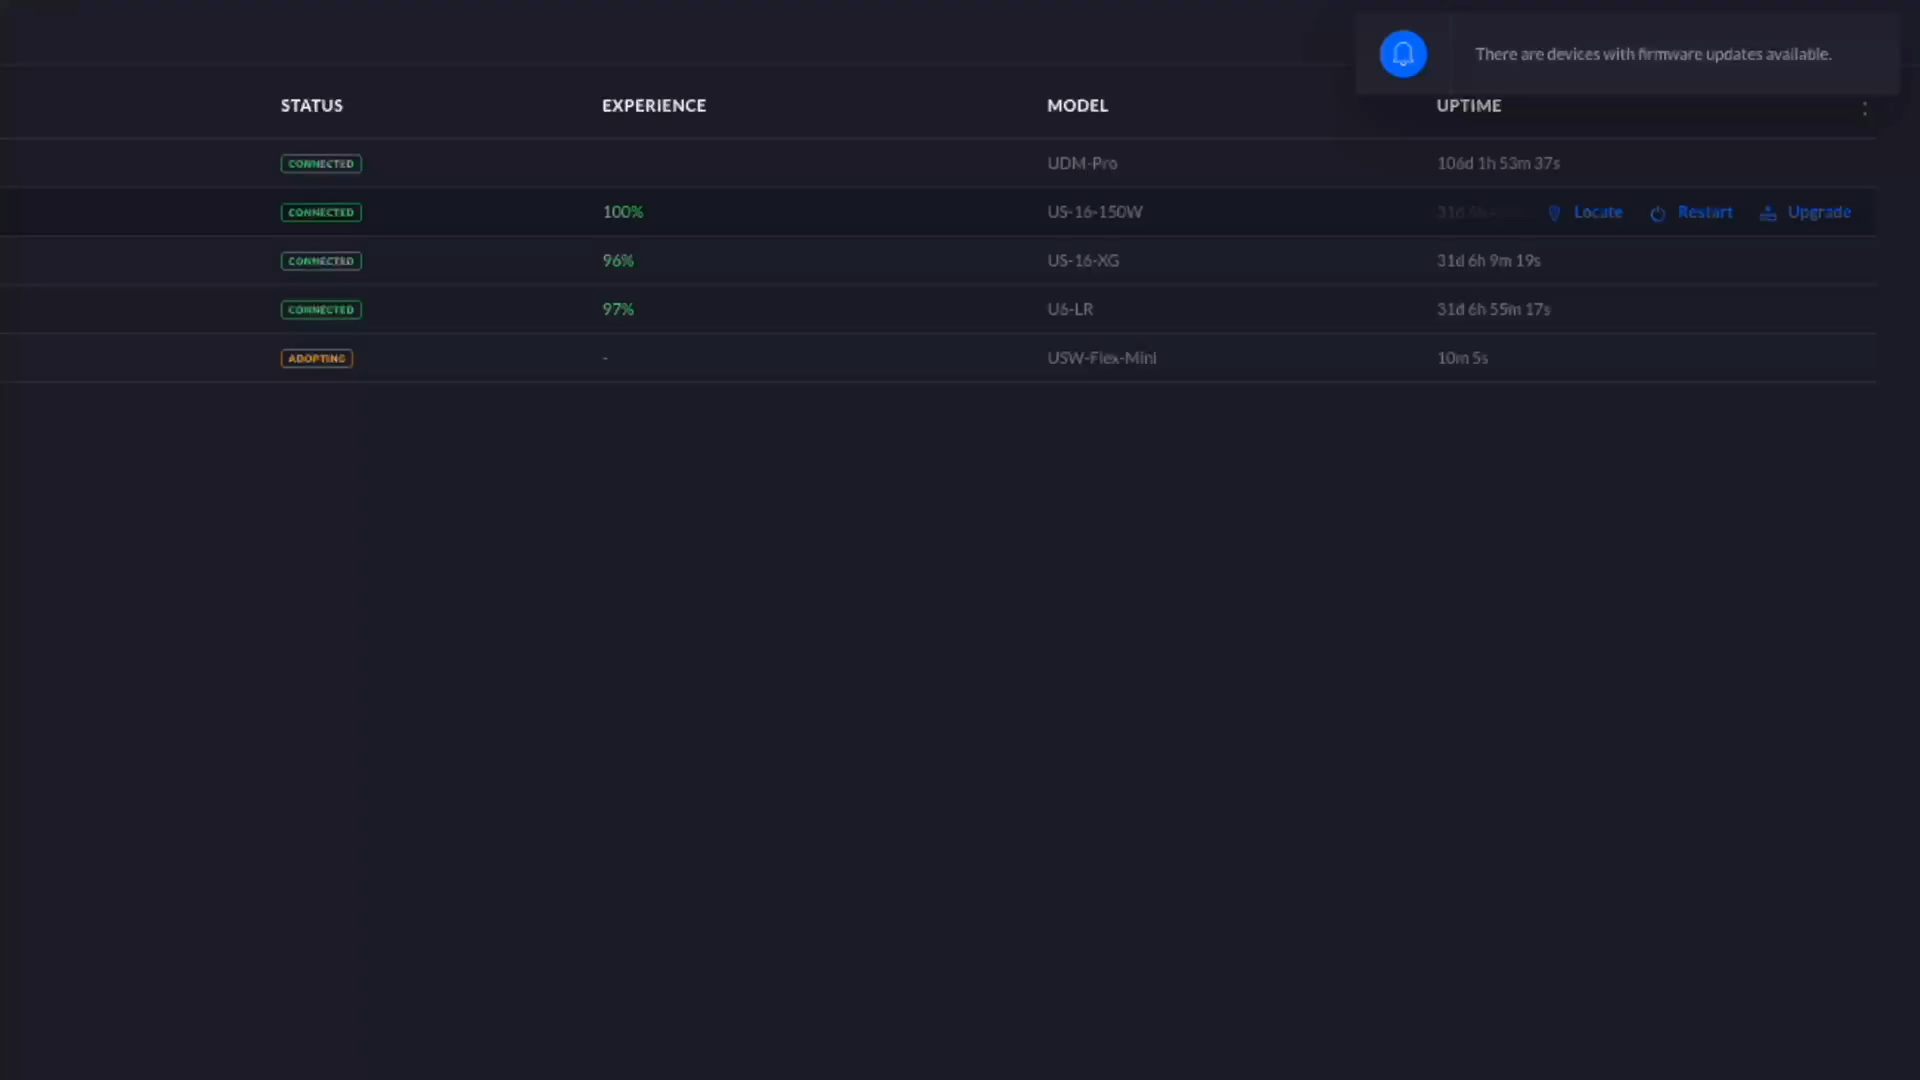 There are devices with firmware updates available.
STATUS EXPERIENCE MODEL UPTIME
CONNECTED UDM-Pro 106d 1h 53m 37s
CONNECTED 100% US-16-150W 31d 6h Locate Restart Upgrade
CONNECTED 96% US-16-XG 31d 6h 9m 19s
CONNECTED 97% U6-LR 31d 6h 55m 17s
ADOPTING - USW-Flex-Mini 10m 5s